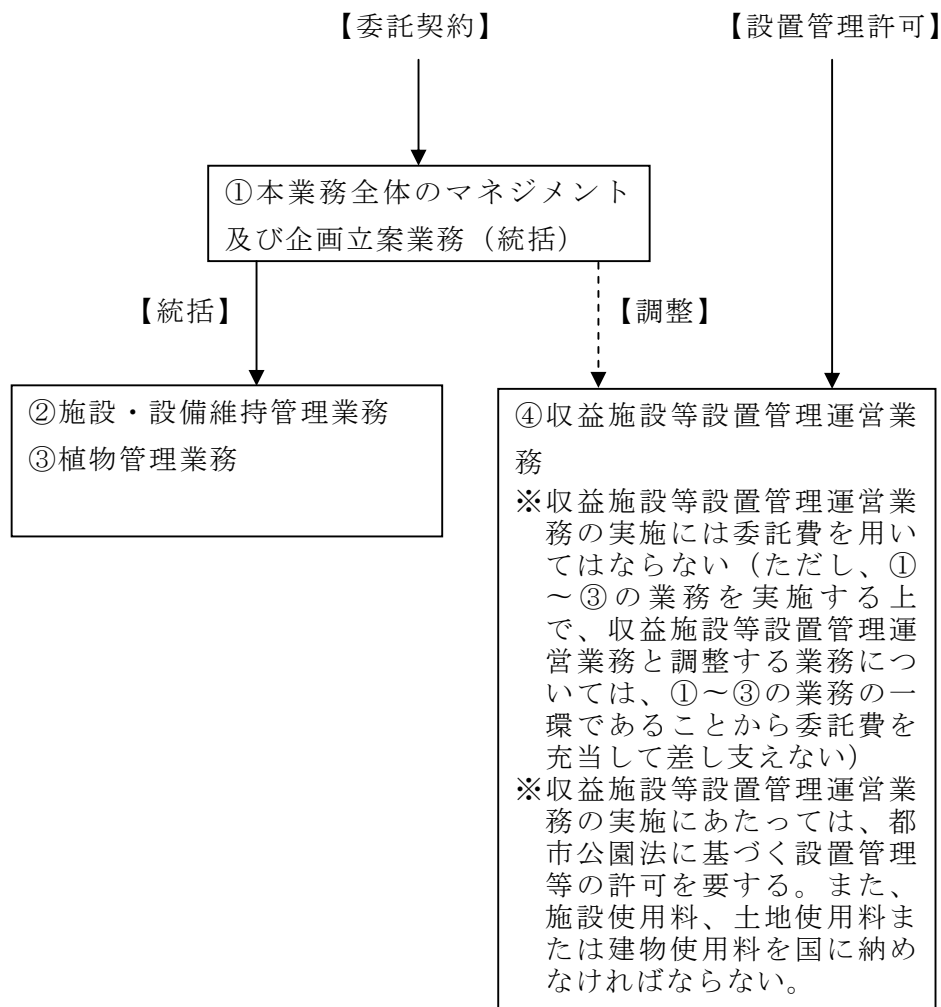 【委託契約】
【設置管理許可】
①本業務全体のマネジメント
及び企画立案業務（統括）
【統括】
【調整】
②施設・設備維持管理業務
③植物管理業務
④収益施設等設置管理運営業
務
※収益施設等設置管理運営業
務の実施には委託費を用い
てはならない（ただし、①
～③の業務を実施する上
で、収益施設等設置管理運
営業務と調整する業務につ
いては、①～③の業務の一
環であることから委託費を
充当して差し支えない）
※収益施設等設置管理運営業
務の実施にあたっては、都
市公園法に基づく設置管理
等の許可を要する。また、
施設使用料、土地使用料ま
たは建物使用料を国に納め
なければならない。